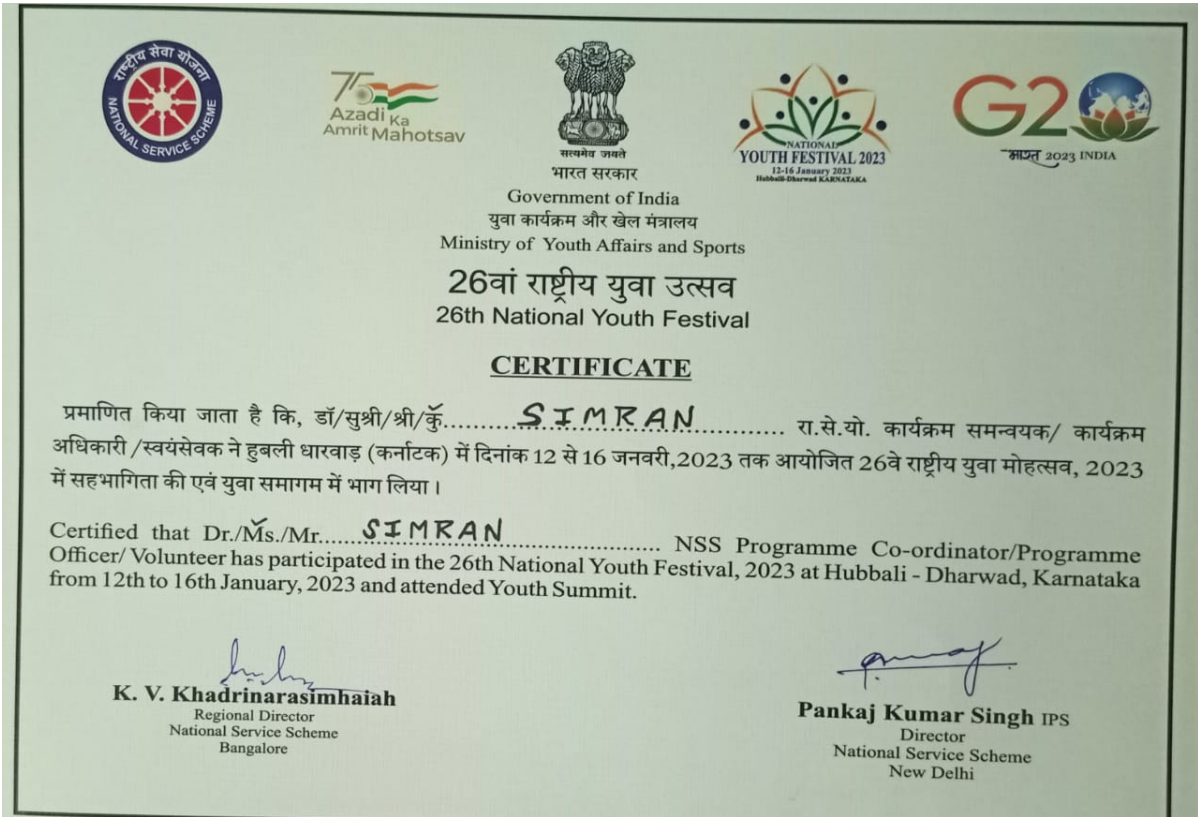 राष्ट्रीय सेवा योजना
NATIONAL SERVICE SCHEME
75
Azadi Ka
Amrit Mahotsav
सत्यमेव जयते
NATIONAL
YOUTH FESTIVAL 2023
12-16 January 2023
Hubballi-Dharwad KARNATAKA
G20
भारत 2023 INDIA
भारत सरकार
Government of India
युवा कार्यक्रम और खेल मंत्रालय
Ministry of Youth Affairs and Sports
26वां राष्ट्रीय युवा उत्सव
26th National Youth Festival
CERTIFICATE
प्रमाणित किया जाता है कि, डॉ/सुश्री/श्री/कुँ..........SIMRAN.......... रा.से.यो. कार्यक्रम समन्वयक/ कार्यक्रम
अधिकारी /स्वयंसेवक ने हुबली धारवाड़ (कर्नाटक) में दिनांक 12 से 16 जनवरी,2023 तक आयोजित 26वे राष्ट्रीय युवा मोहत्सव, 2023
में सहभागिता की एवं युवा समागम में भाग लिया।
Certified that Dr./Ms./Mr......SIMRAN.......................... NSS Programme Co-ordinator/Programme
Officer/ Volunteer has participated in the 26th National Youth Festival, 2023 at Hubbali - Dharwad, Karnataka
from 12th to 16th January, 2023 and attended Youth Summit.
K. V. Khadrinarasimhaiah
Regional Director
National Service Scheme
Bangalore
Pankaj Kumar Singh IPS
Director
National Service Scheme
New Delhi